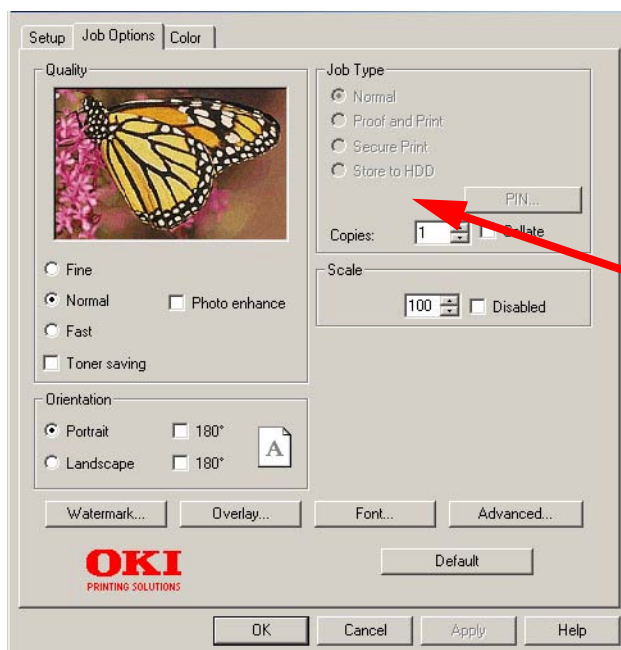 Setup Job Options Color
Quality
Fine
Normal Photo enhance
Fast
Toner saving
Orientation
Portrait 180°
Landscape 180°
A
Job Type
Normal
Proof and Print
Secure Print
Store to HDD
PIN...
Copies: 1 Collate
Scale
100 Disabled
Watermark... Overlay... Font... Advanced...
OKI
PRINTING SOLUTIONS
Default
OK Cancel Apply Help